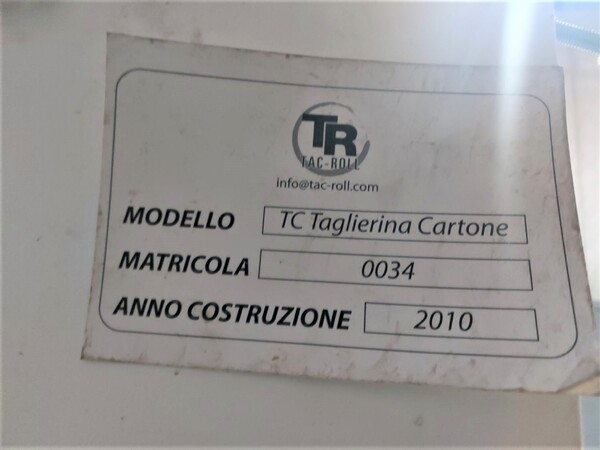 TR
TAC-ROLL
info@tac-roll.com
MODELLO TC Taglierina Cartone
MATRICOLA 0034
ANNO COSTRUZIONE 2010